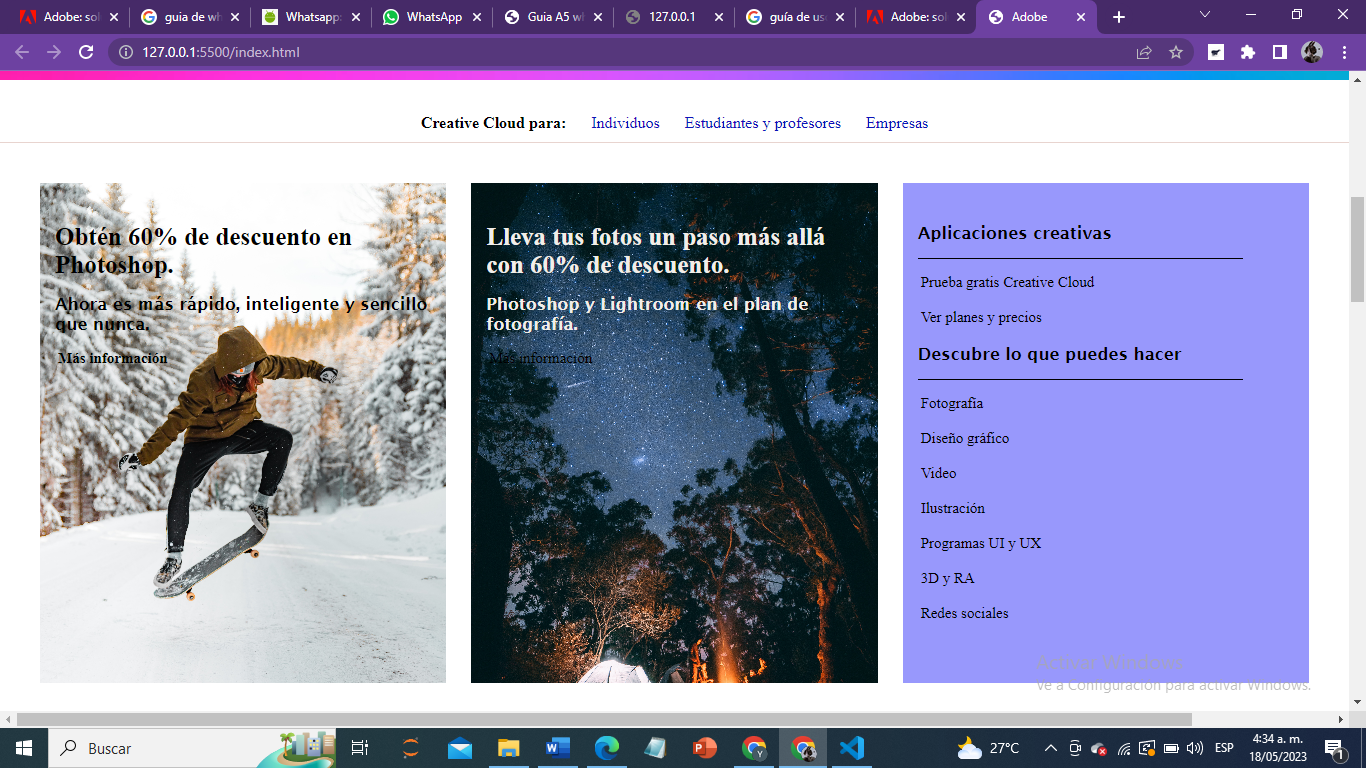 Adobe: sol
guia de wh
Whatsapp:
WhatsApp
Guia A5 wh
127.0.0.1
guía de uso
Adobe: sol
Adobe
127.0.0.1:5500/index.html
Creative Cloud para: Individuos Estudiantes y profesores Empresas
Obtén 60% de descuento en
Photoshop.
Ahora es más rápido, inteligente y sencillo
que nunca.
Más información
Lleva tus fotos un paso más allá
con 60% de descuento.
Photoshop y Lightroom en el plan de
fotografía.
Más información
Aplicaciones creativas
Prueba gratis Creative Cloud
Ver planes y precios
Descubre lo que puedes hacer
Fotografía
Diseño gráfico
Video
Ilustración
Programas UI y UX
3D y RA
Redes sociales
Activar Windows
Ve a Configuración para activar Windows.
Buscar
27°C
ESP
4:34 a. m.
18/05/2023
1